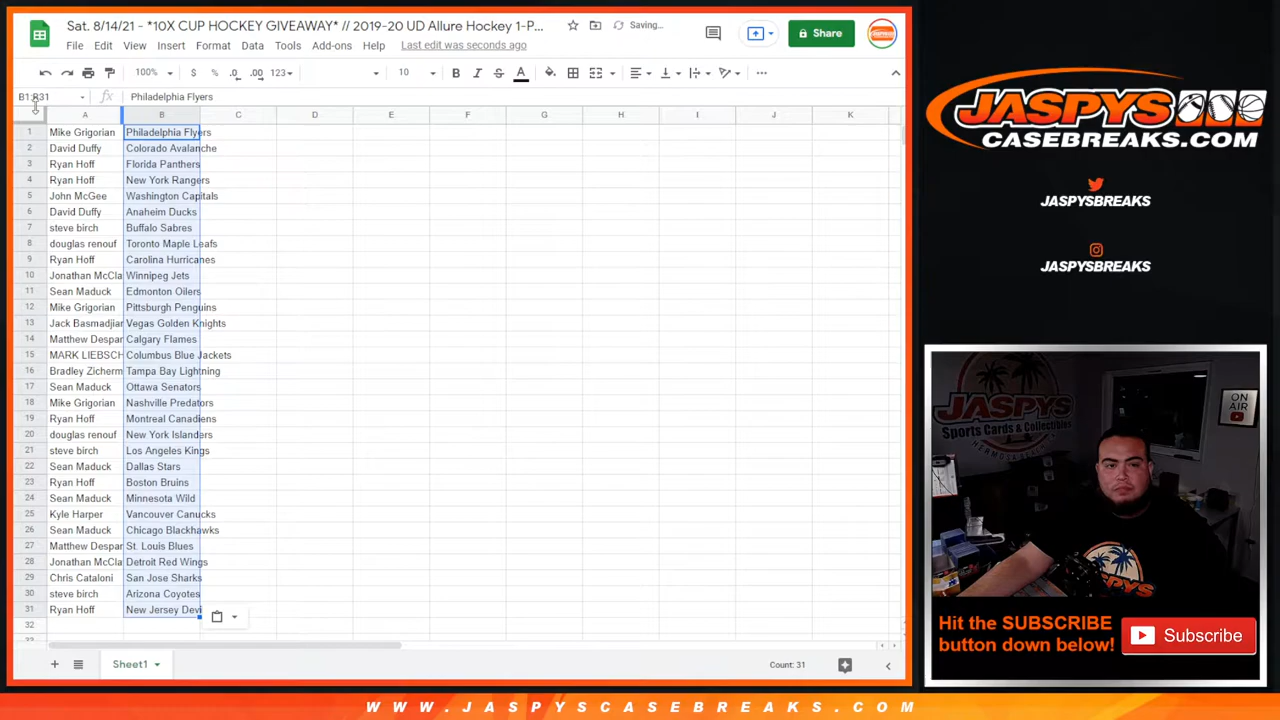 Sat. 8/14/21 - *10X CUP HOCKEY GIVEAWAY* // 2019-20 UD Allure Hockey 1-P...
Saving...
Share
File Edit View Insert Format Data Tools Add-ons Help Last edit was seconds ago
100% $ % .0 .00 123 10 B I S A
B1:B31 fx Philadelphia Flyers
A B C D E F G H I J K
1 Mike Grigorian Philadelphia Flyers
2 David Duffy Colorado Avalanche
3 Ryan Hoff Florida Panthers
4 Ryan Hoff New York Rangers
5 John McGee Washington Capitals
6 David Duffy Anaheim Ducks
7 steve birch Buffalo Sabres
8 douglas renouf Toronto Maple Leafs
9 Ryan Hoff Carolina Hurricanes
10 Jonathan McCla Winnipeg Jets
11 Sean Maduck Edmonton Oilers
12 Mike Grigorian Pittsburgh Penguins
13 Jack Basmadjian Vegas Golden Knights
14 Matthew Despar Calgary Flames
15 MARK LIEBSCH Columbus Blue Jackets
16 Bradley Zicherm Tampa Bay Lightning
17 Sean Maduck Ottawa Senators
18 Mike Grigorian Nashville Predators
19 Ryan Hoff Montreal Canadiens
20 douglas renouf New York Islanders
21 steve birch Los Angeles Kings
22 Sean Maduck Dallas Stars
23 Ryan Hoff Boston Bruins
24 Sean Maduck Minnesota Wild
25 Kyle Harper Vancouver Canucks
26 Sean Maduck Chicago Blackhawks
27 Matthew Despar St. Louis Blues
28 Jonathan McCla Detroit Red Wings
29 Chris Cataloni San Jose Sharks
30 steve birch Arizona Coyotes
31 Ryan Hoff New Jersey Devi
32
Sheet1
Count: 31
JASPYS
CASEBREAKS.COM
JASPYSBREAKS
JASPYSBREAKS
JASPYS
Sports Cards & Collectibles
HERMOSA BEACH
ON
AIR
Hit the SUBSCRIBE
button down below!
Subscribe
WWW.JASPYSCASEBREAKS.COM